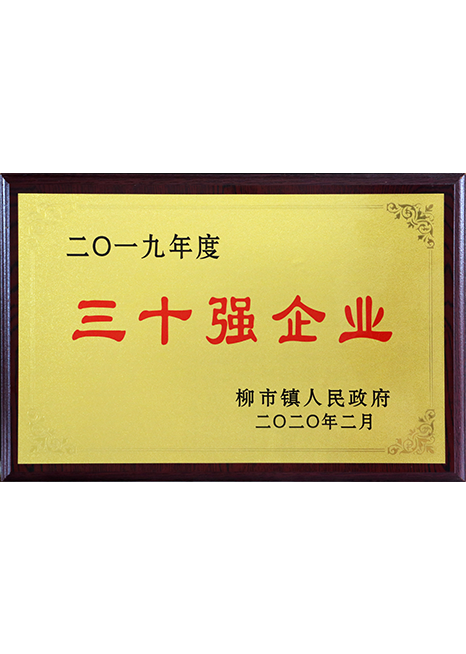 二〇一九年度
三十强企业
柳市镇人民政府
二〇二〇年二月